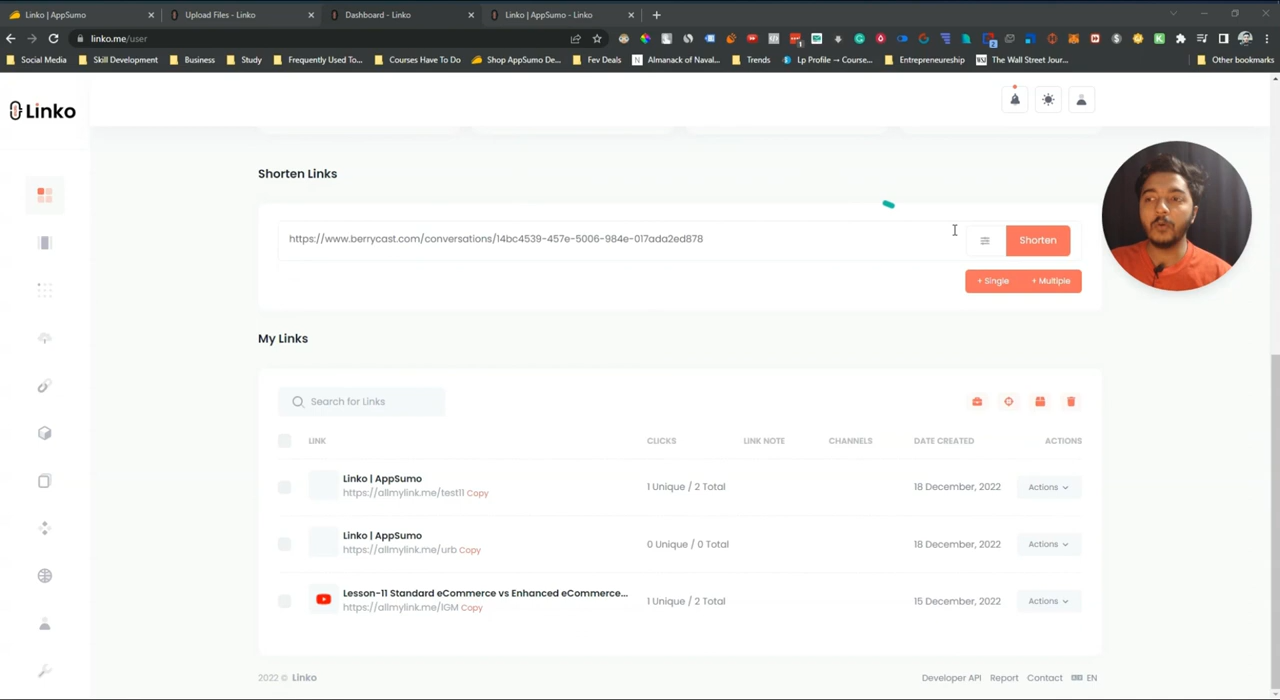 Linko | AppSumo
Upload Files - Linko
Dashboard - Linko
Linko | AppSumo - Linko
linko.me/user
Social Media
Skill Development
Business
Study
Frequently Used To...
Courses Have To Do
Shop AppSumo De...
Fev Deals
Almanack of Naval...
Trends
Lp Profile → Course...
Entrepreneurship
The Wall Street Jour...
Other bookmarks
Linko
Shorten Links
https://www.berrycast.com/conversations/14bc4539-457e-5006-984e-017ada2ed878
Shorten
+ Single
+ Multiple
My Links
Search for Links
LINK CLICKS LINK NOTE CHANNELS DATE CREATED ACTIONS
Linko | AppSumo
https://allmylink.me/test11 Copy
1 Unique / 2 Total
18 December, 2022
Actions
Linko | AppSumo
https://allmylink.me/urb Copy
0 Unique / 0 Total
18 December, 2022
Actions
Lesson-11 Standard eCommerce vs Enhanced eCommerce...
https://allmylink.me/IGM Copy
1 Unique / 2 Total
15 December, 2022
Actions
2022 © Linko
Developer API Report Contact EN